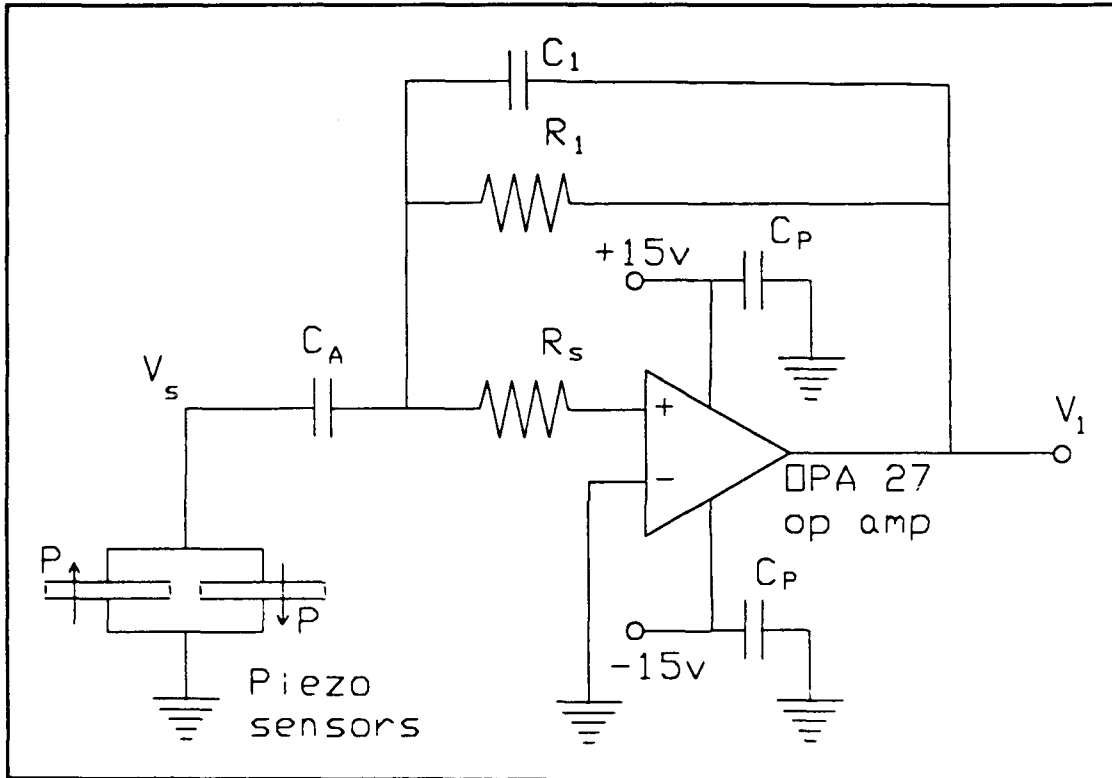 C1
R1
+15v
CP
CA
Rs
Vs
+
-
V1
OPA 27
op amp
P
P
CP
-15v
Piezo
sensors